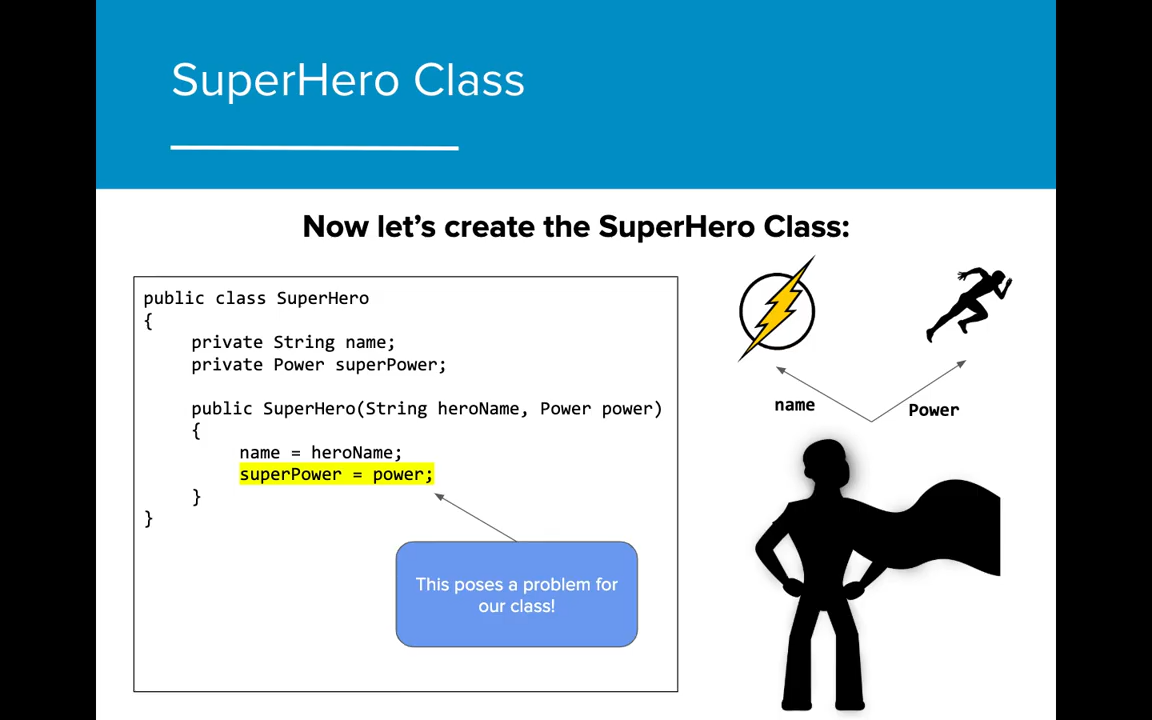 SuperHero Class
Now let's create the SuperHero Class:
public class SuperHero
{
private String name;
private Power superPower;
public SuperHero(String heroName, Power power)
{
name = heroName;
superPower = power;
}
}
This poses a problem for
our class!
name
Power